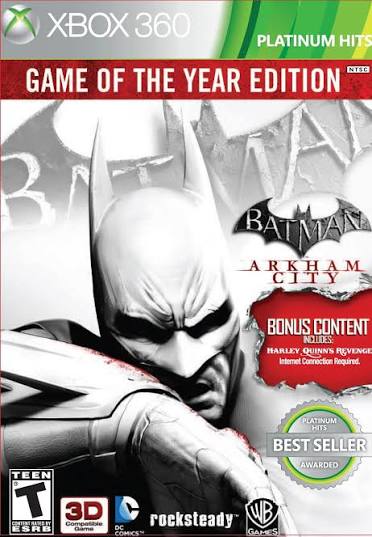 XBOX 360
PLATINUM HITS
NTSC
GAME OF THE YEAR EDITION
BATMAN
BATMAN
ARKHAM
CITY
BONUS CONTENT
INCLUDES:
HARLEY QUINN'S REVENGE
Internet Connection Required.
PLATINUM
HITS
BEST SELLER
AWARDED
TEEN
T
CONTENT RATED BY
ESRB
3D
Compatible
Game
DC
COMICS™
rocksteady
WB
GAMES